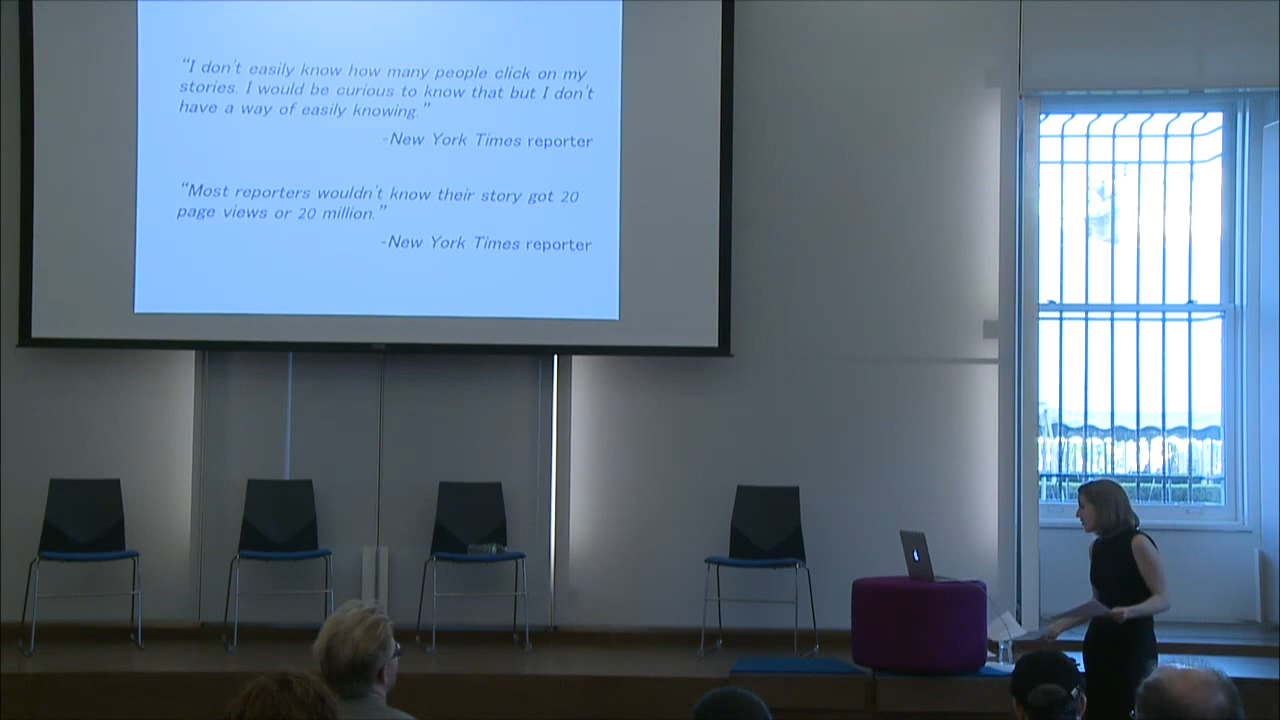 “I don't easily know how many people click on my
stories. I would be curious to know that but I don't
have a way of easily knowing.”
-New York Times reporter
“Most reporters wouldn't know their story got 20
page views or 20 million.”
-New York Times reporter